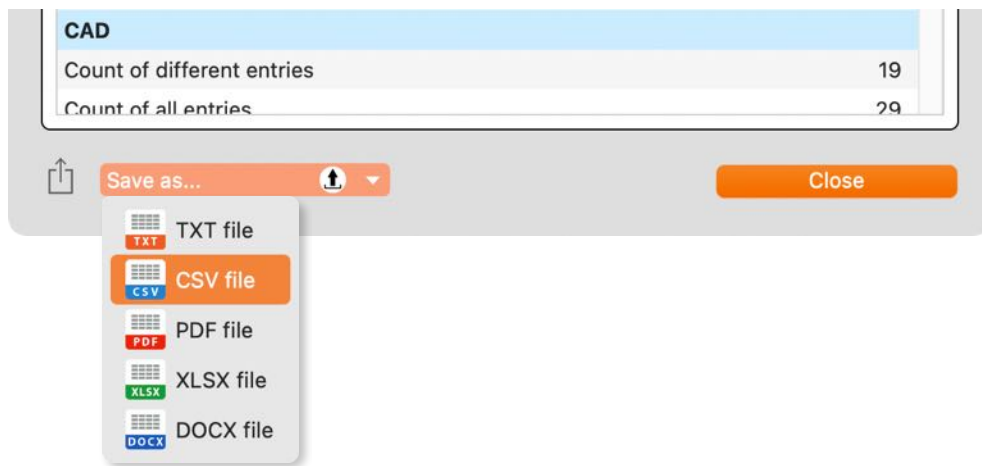 CAD
Count of different entries 19
Count of all entries 29
Save as... Close
TXT TXT file
CSV CSV file
PDF PDF file
XLSX XLSX file
DOCX DOCX file